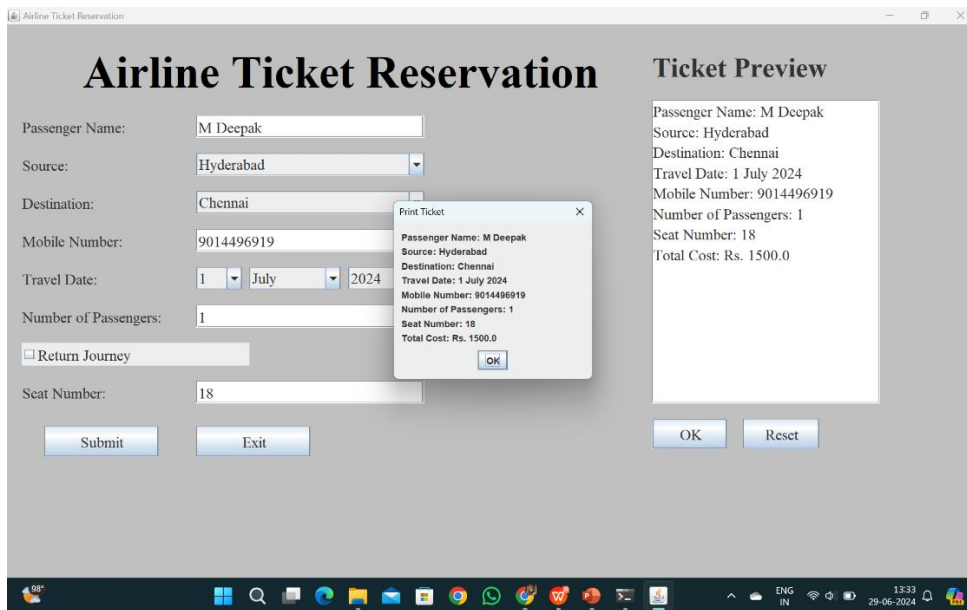 Airline Ticket Reservation
Airline Ticket Reservation
Passenger Name:
M Deepak
Source:
Hyderabad
Destination:
Chennai
Mobile Number:
9014496919
Travel Date:
1 July 2024
Number of Passengers:
1
Return Journey
Seat Number:
18
Submit
Exit
Print Ticket
Passenger Name: M Deepak
Source: Hyderabad
Destination: Chennai
Travel Date: 1 July 2024
Mobile Number: 9014496919
Number of Passengers: 1
Seat Number: 18
Total Cost: Rs. 1500.0
OK
Ticket Preview
Passenger Name: M Deepak
Source: Hyderabad
Destination: Chennai
Travel Date: 1 July 2024
Mobile Number: 9014496919
Number of Passengers: 1
Seat Number: 18
Total Cost: Rs. 1500.0
OK
Reset
98°
ENG
IN
13:33
29-06-2024